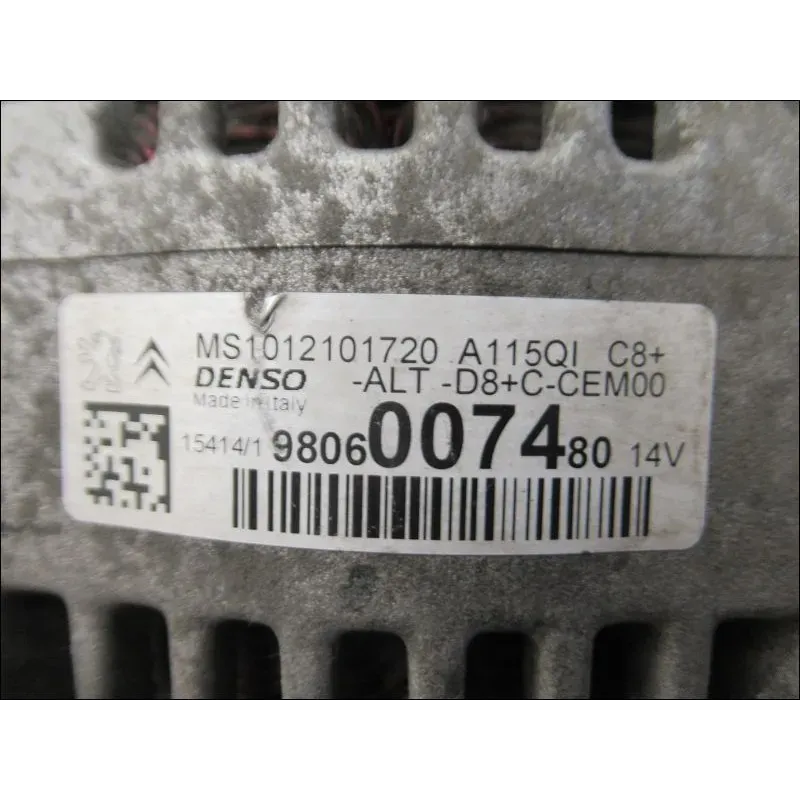 MS1012101720 A115QI C8+
DENSO -ALT -D8+C-CEM00
Made in Italy
15414/1 9806007480 14V